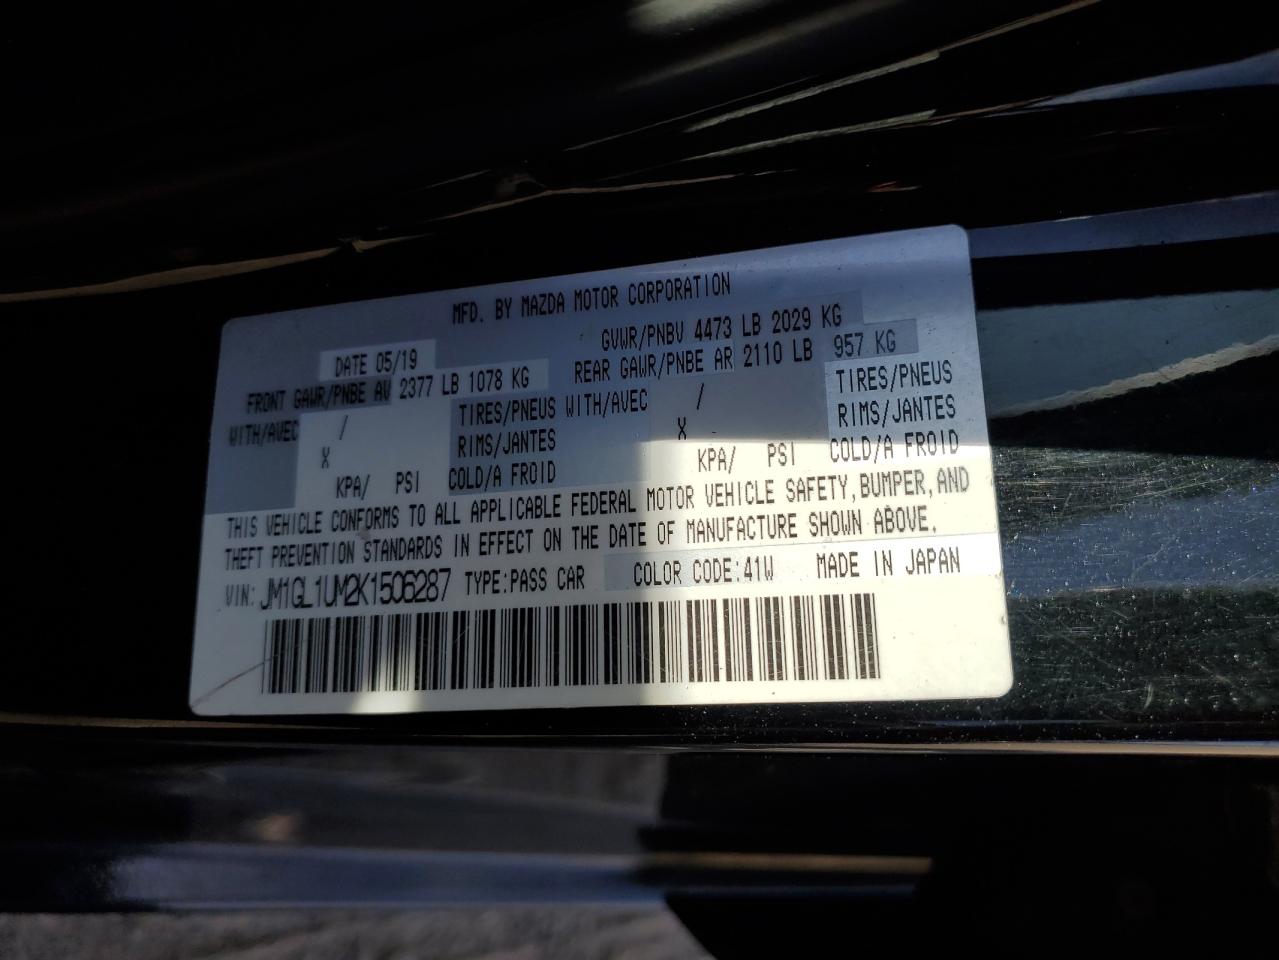 MFD. BY MAZDA MOTOR CORPORATION
DATE 05/19 GVWR/PNBV 4473 LB 2029 KG
FRONT GAWR/PNBE AV 2377 LB 1078 KG REAR GAWR/PNBE AR 2110 LB 957 KG
WITH/AVEC / TIRES/PNEUS WITH/AVEC / TIRES/PNEUS
X RIMS/JANTES X - RIMS/JANTES
KPA/ PSI COLD/A FROID KPA/ PSI COLD/A FROID
THIS VEHICLE CONFORMS TO ALL APPLICABLE FEDERAL MOTOR VEHICLE SAFETY, BUMPER, AND
THEFT PREVENTION STANDARDS IN EFFECT ON THE DATE OF MANUFACTURE SHOWN ABOVE.
VIN: JM1GL1UM2K1506287 TYPE:PASS CAR COLOR CODE:41W MADE IN JAPAN